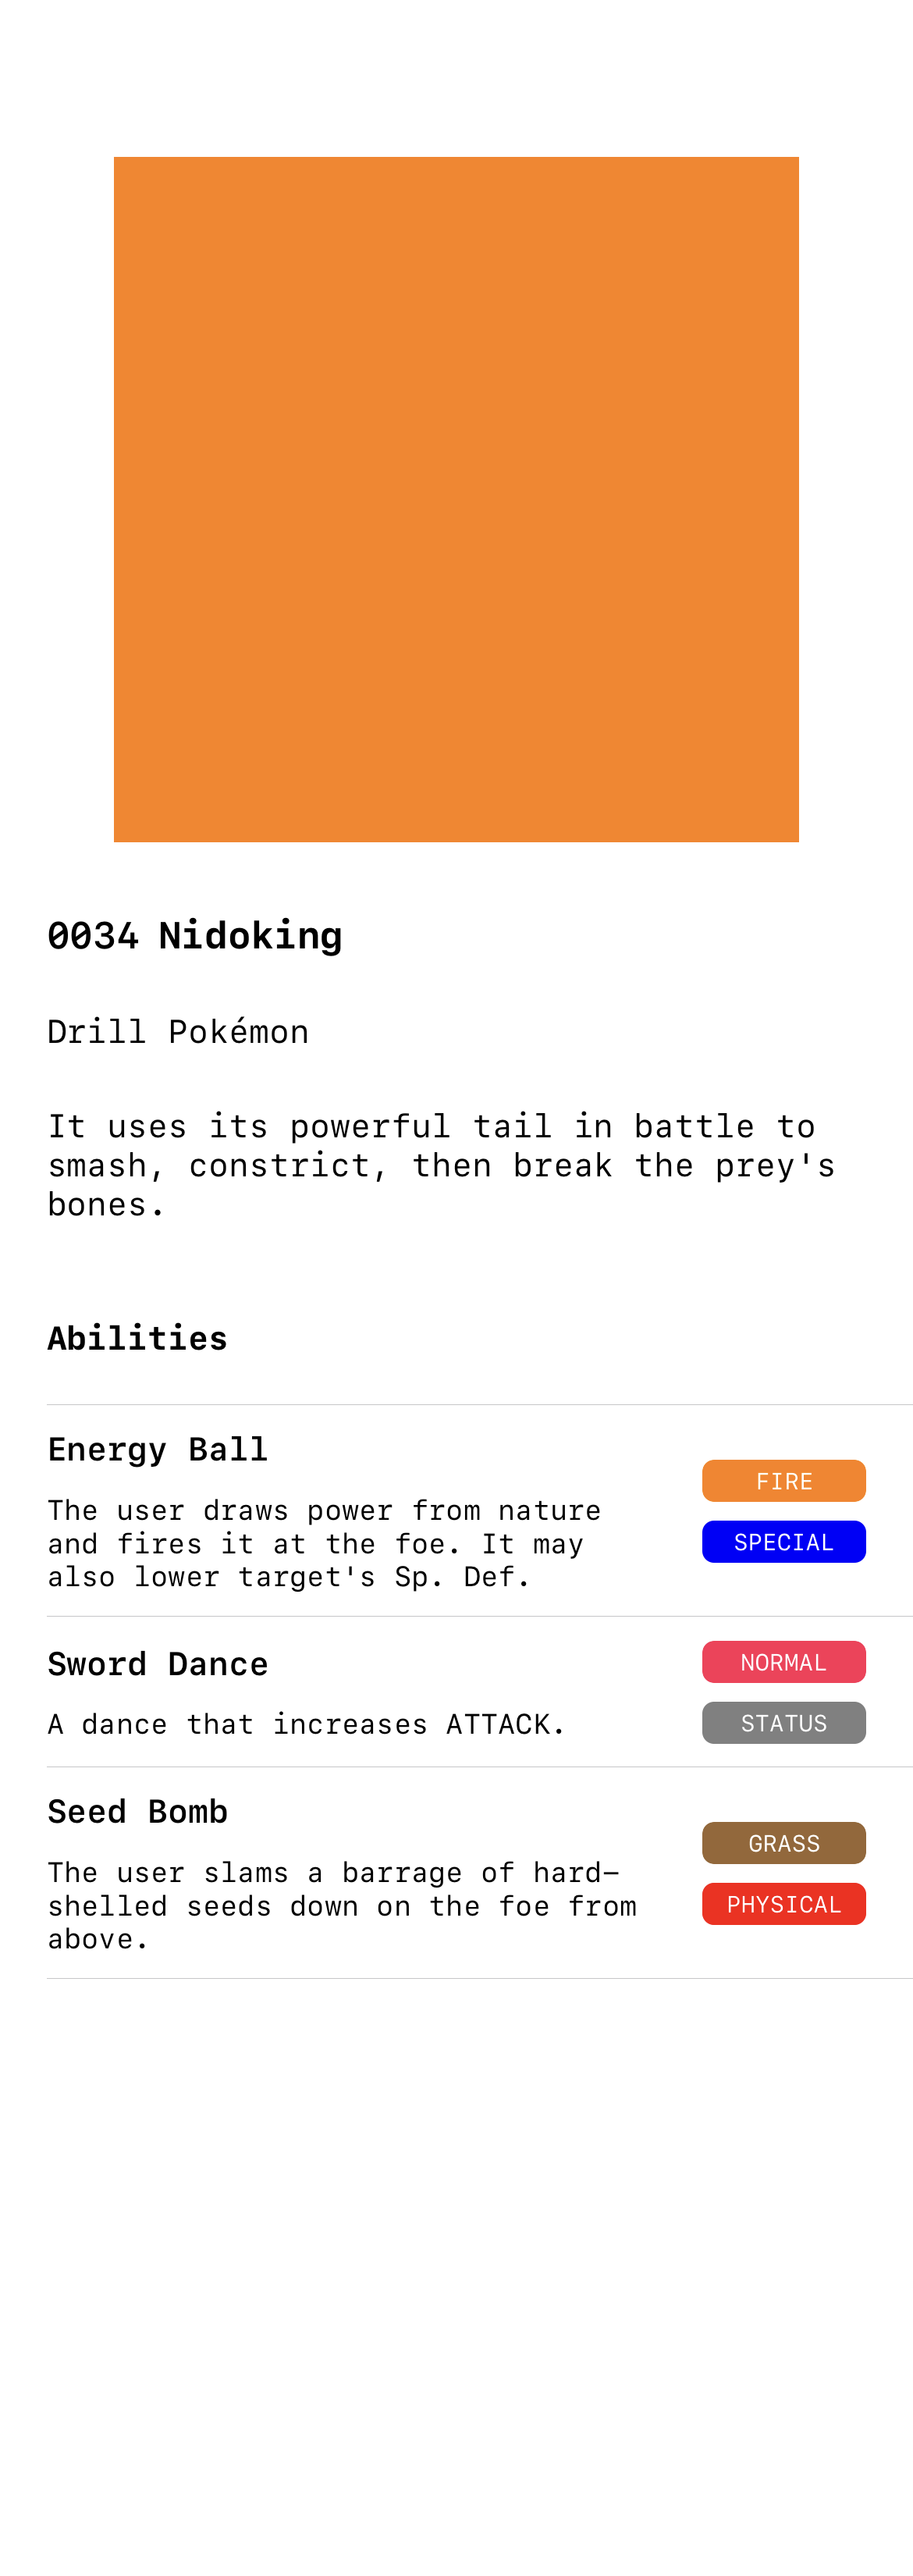 0034 Nidoking
Drill Pokémon
It uses its powerful tail in battle to
smash, constrict, then break the prey's
bones.
Abilities
Energy Ball
The user draws power from nature
and fires it at the foe. It may
also lower target's Sp. Def.
FIRE
SPECIAL
Sword Dance
A dance that increases ATTACK.
NORMAL
STATUS
Seed Bomb
The user slams a barrage of hard-
shelled seeds down on the foe from
above.
GRASS
PHYSICAL